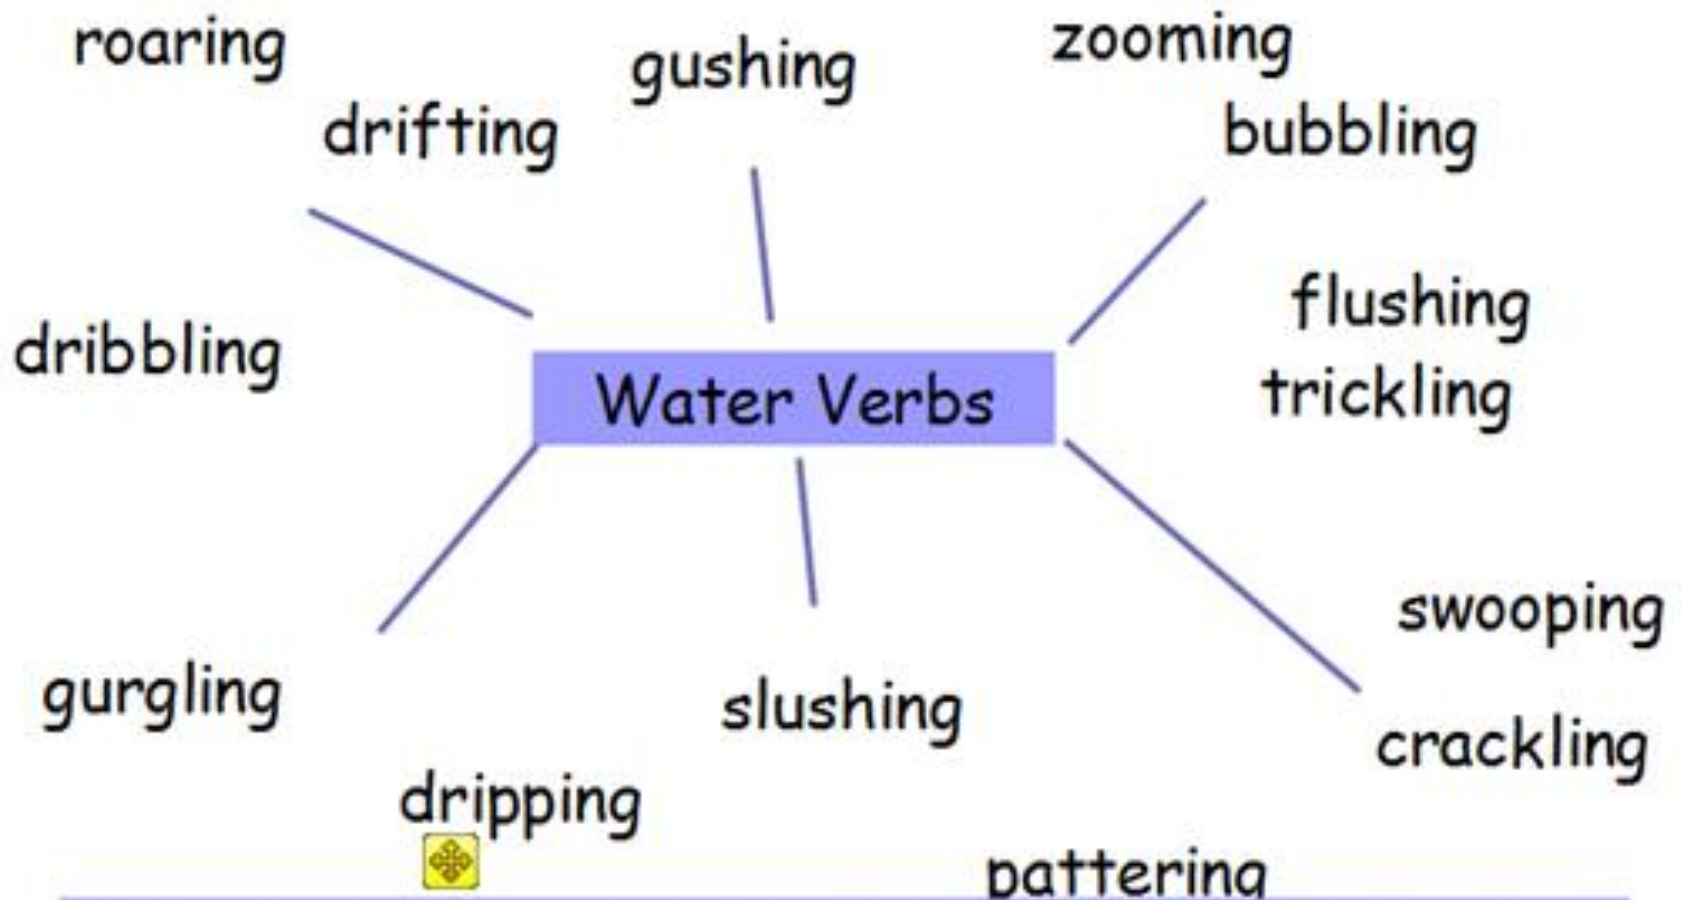 roaring
gushing
zooming
drifting
bubbling
flushing
dribbling
trickling
Water Verbs
swooping
gurgling
slushing
crackling
dripping
pattering